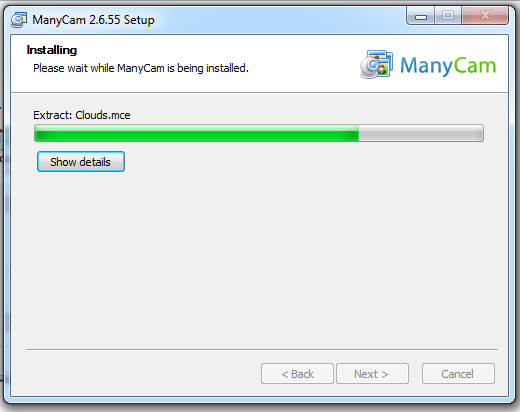 ManyCam 2.6.55 Setup
Installing
Please wait while ManyCam is being installed.
ManyCam
Extract: Clouds.mce
Show details
< Back
Next >
Cancel